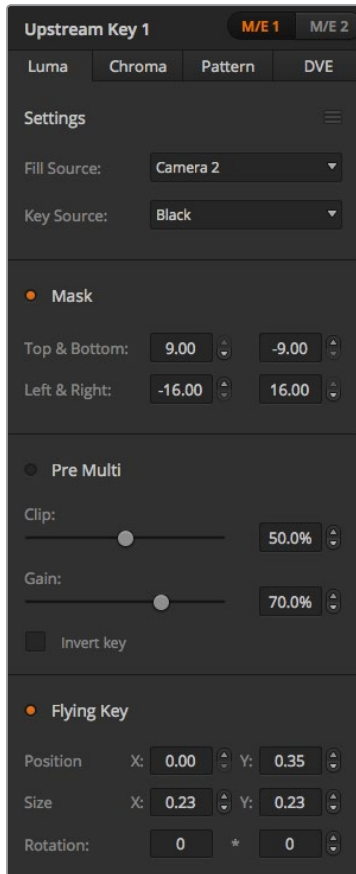 Upstream Key 1 M/E 1 M/E 2
Luma Chroma Pattern DVE
Settings
Fill Source: Camera 2
Key Source: Black
Mask
Top & Bottom: 9.00 -9.00
Left & Right: -16.00 16.00
Pre Multi
Clip:
50.0%
Gain:
70.0%
Invert key
Flying Key
Position X: 0.00 Y: 0.35
Size X: 0.23 Y: 0.23
Rotation: 0 * 0